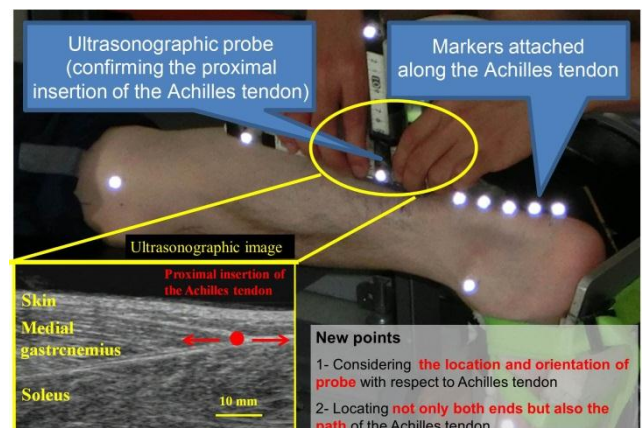 Ultrasonographic probe
(confirming the proximal
insertion of the Achilles tendon)
Markers attached
along the Achilles tendon
Ultrasonographic image
Proximal insertion of
the Achilles tendon
Skin
Medial
gastrcnemius
Soleus
10 mm
New points
1- Considering the location and orientation of
probe with respect to Achilles tendon
2- Locating not only both ends but also the
path of the Achilles tendon